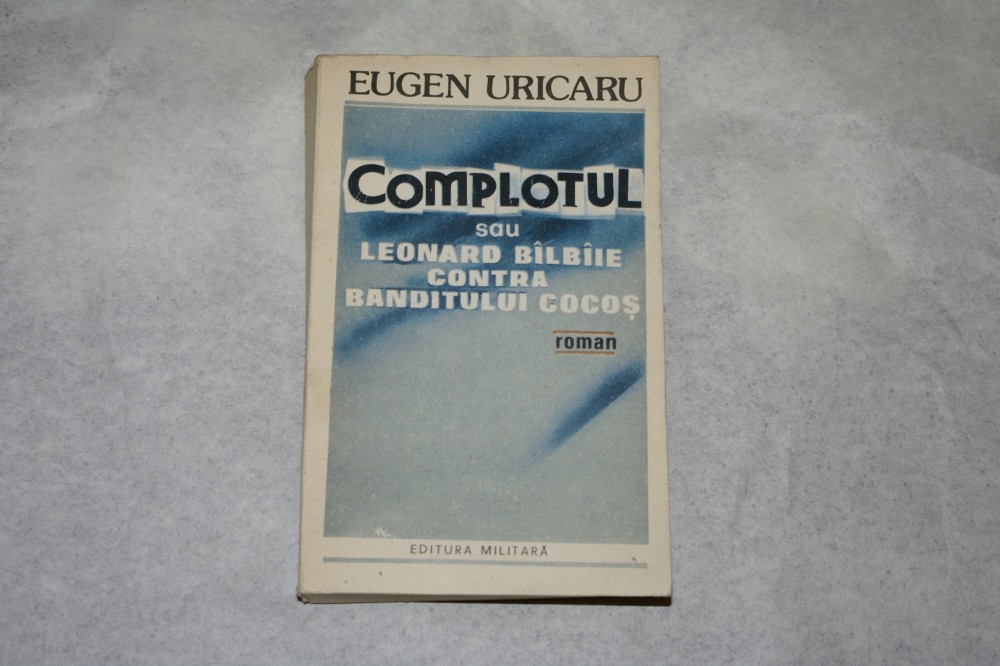 EUGEN URICARU
COMPLOTUL
sau
LEONARD BÎLBÎIE
CONTRA
BANDITULUI COCOȘ
roman
EDITURA MILITARĂ